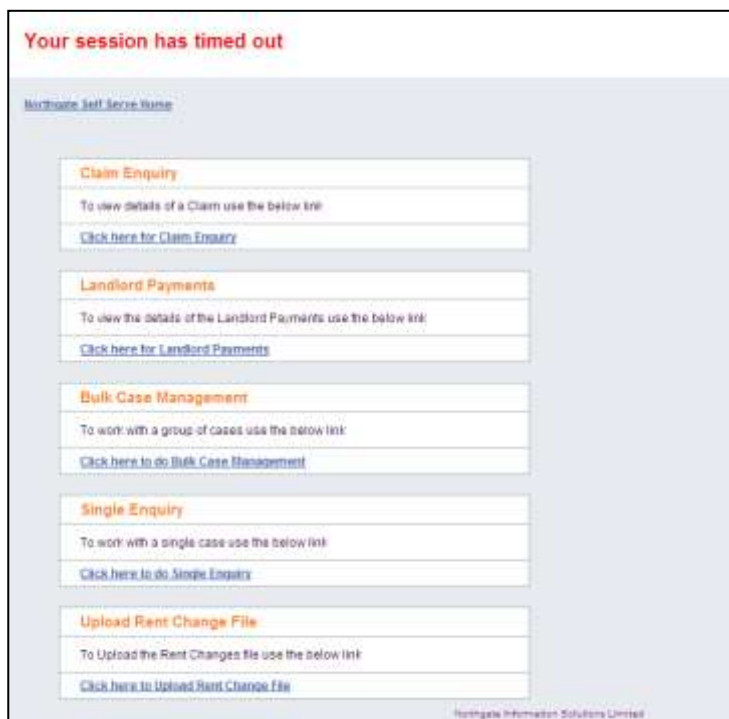 Your session has timed out
Northgate Self Serve Home
Claim Enquiry
To view details of a Claim use the below link
Click here for Claim Enquiry
Landlord Payments
To view the details of the Landlord Payments use the below link
Click here for Landlord Payments
Bulk Case Management
To work with a group of cases use the below link
Click here to do Bulk Case Management
Single Enquiry
To work with a single case use the below link
Click here to do Single Enquiry
Upload Rent Change File
To Upload the Rent Changes file use the below link
Click here to Upload Rent Change File
Northgate Information Solutions Limited